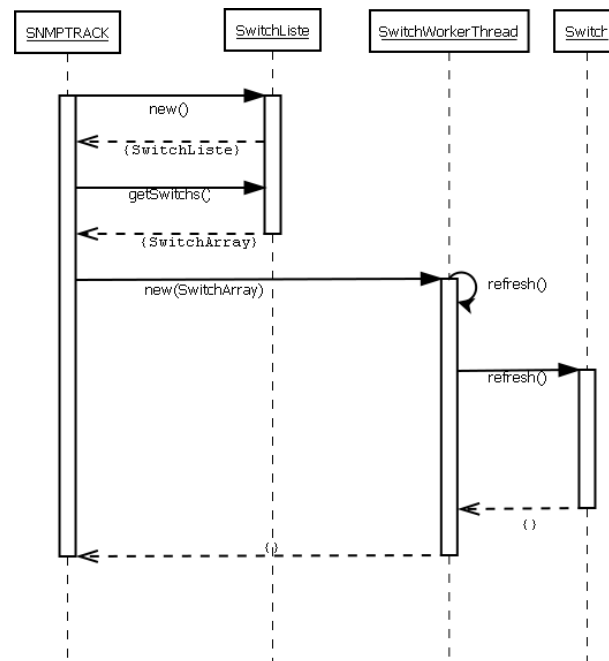 SNMPTRACK
SwitchListe
SwitchWorkerThread
Switch
new()
{SwitchListe}
getSwitchs()
{SwitchArray}
new(SwitchArray)
refresh()
refresh()
{}
{}